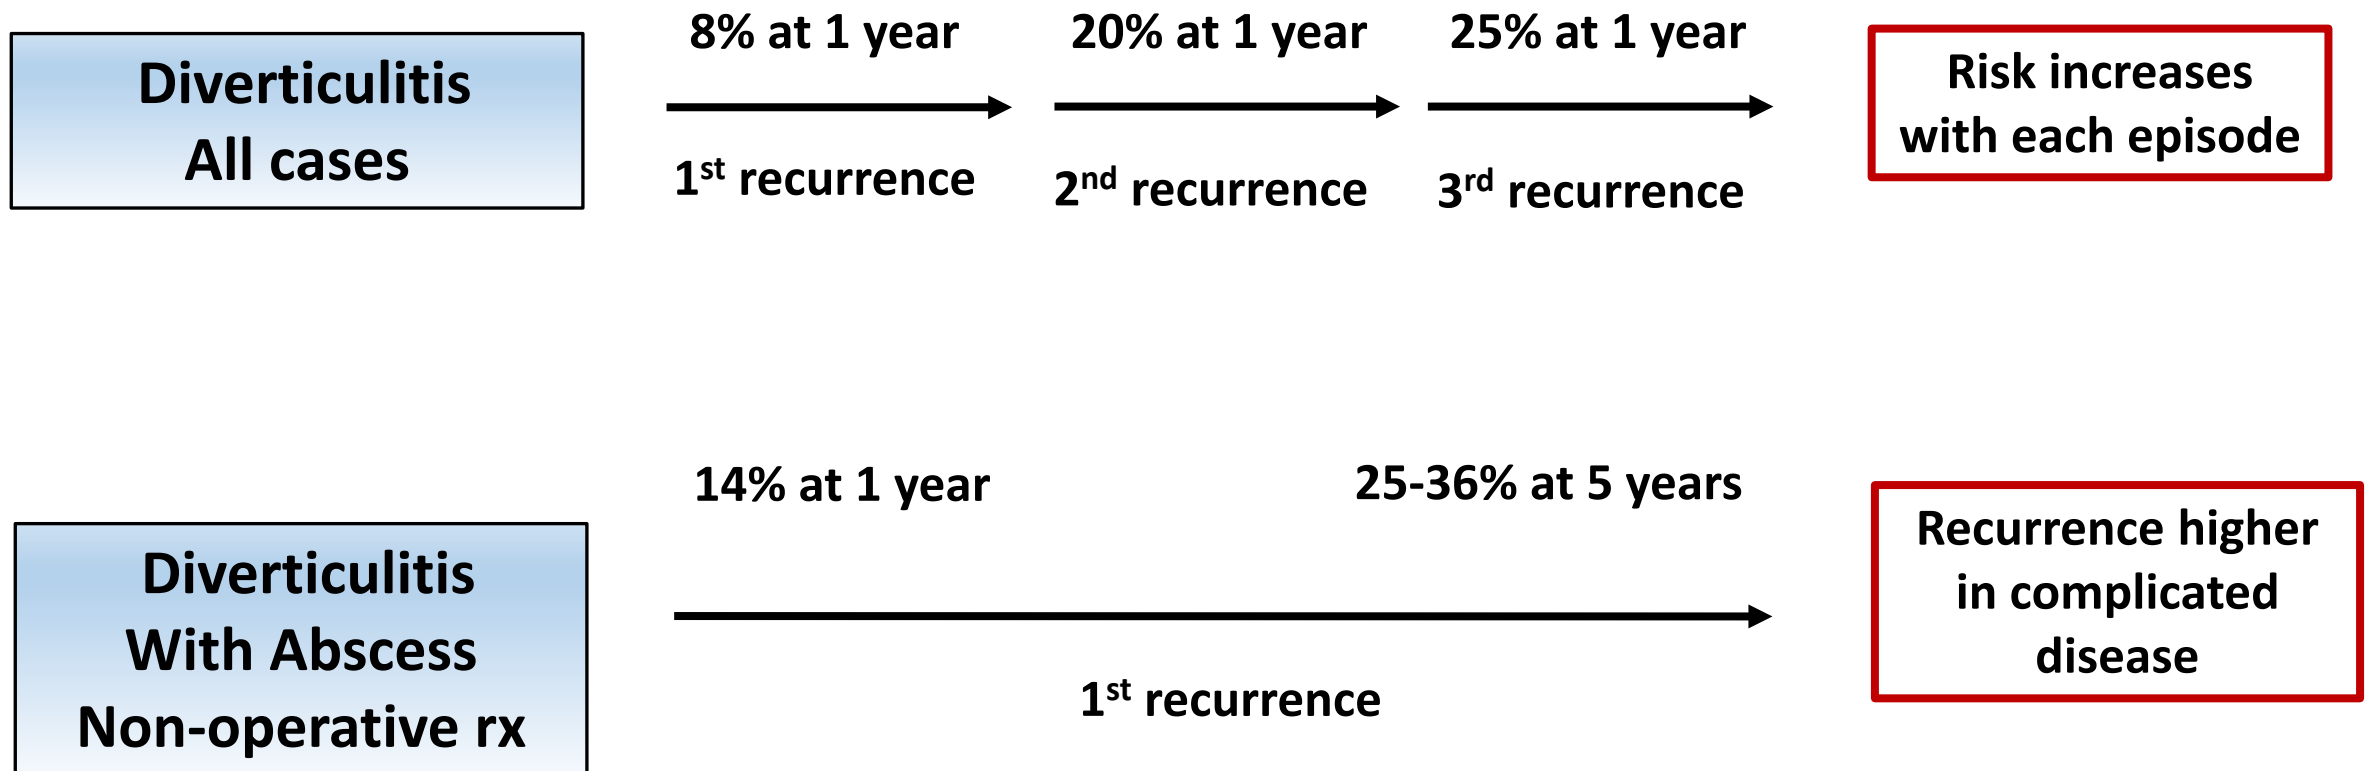 Diverticulitis
All cases
8% at 1 year
20% at 1 year
25% at 1 year
1st recurrence
2nd recurrence
3rd recurrence
Risk increases
with each episode
Diverticulitis
With Abscess
Non-operative rx
14% at 1 year
25-36% at 5 years
1st recurrence
Recurrence higher
in complicated
disease